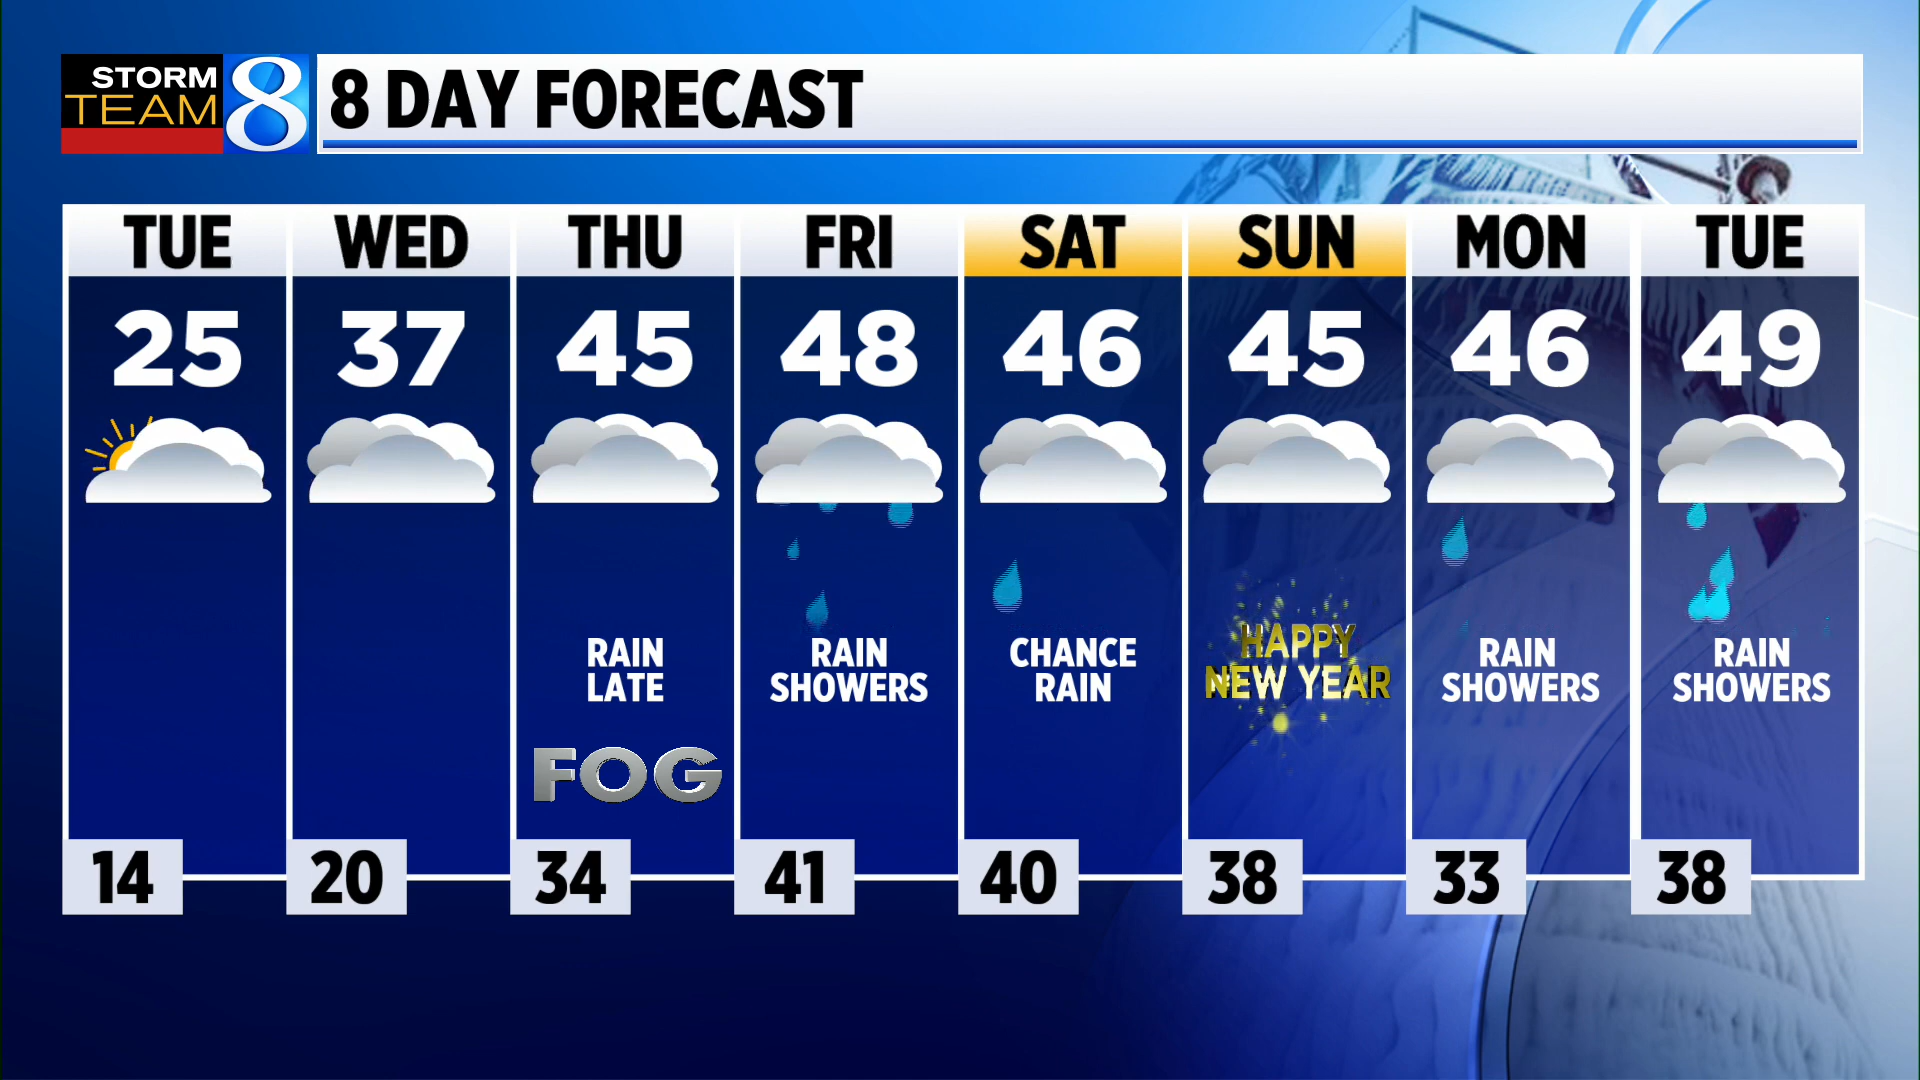 STORM
TEAM 8
8 DAY FORECAST
TUE WED THU FRI SAT SUN MON TUE
25 37 45 48 46 45 46 49
RAIN RAIN CHANCE HAPPY RAIN RAIN
LATE SHOWERS RAIN NEW YEAR SHOWERS SHOWERS
FOG
14 20 34 41 40 38 33 38